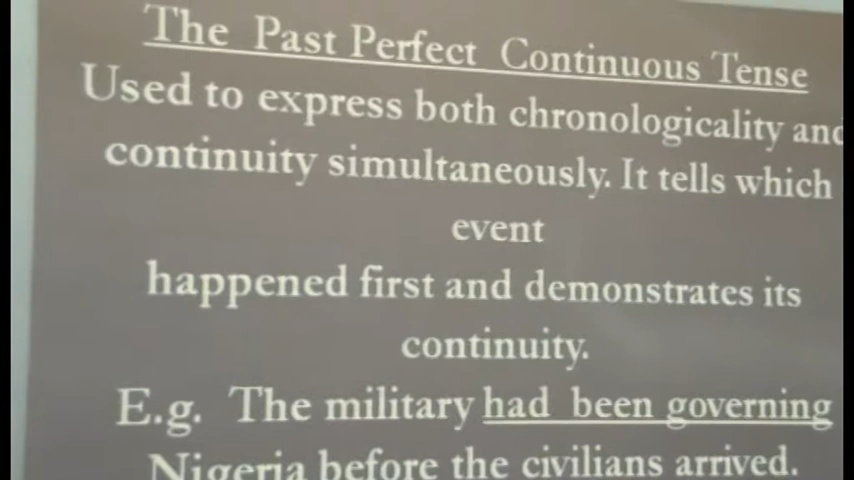 The Past Perfect Continuous Tense
Used to express both chronologicality and
continuity simultaneously. It tells which
event
happened first and demonstrates its
continuity.
E.g. The military had been governing
Nigeria before the civilians arrived.